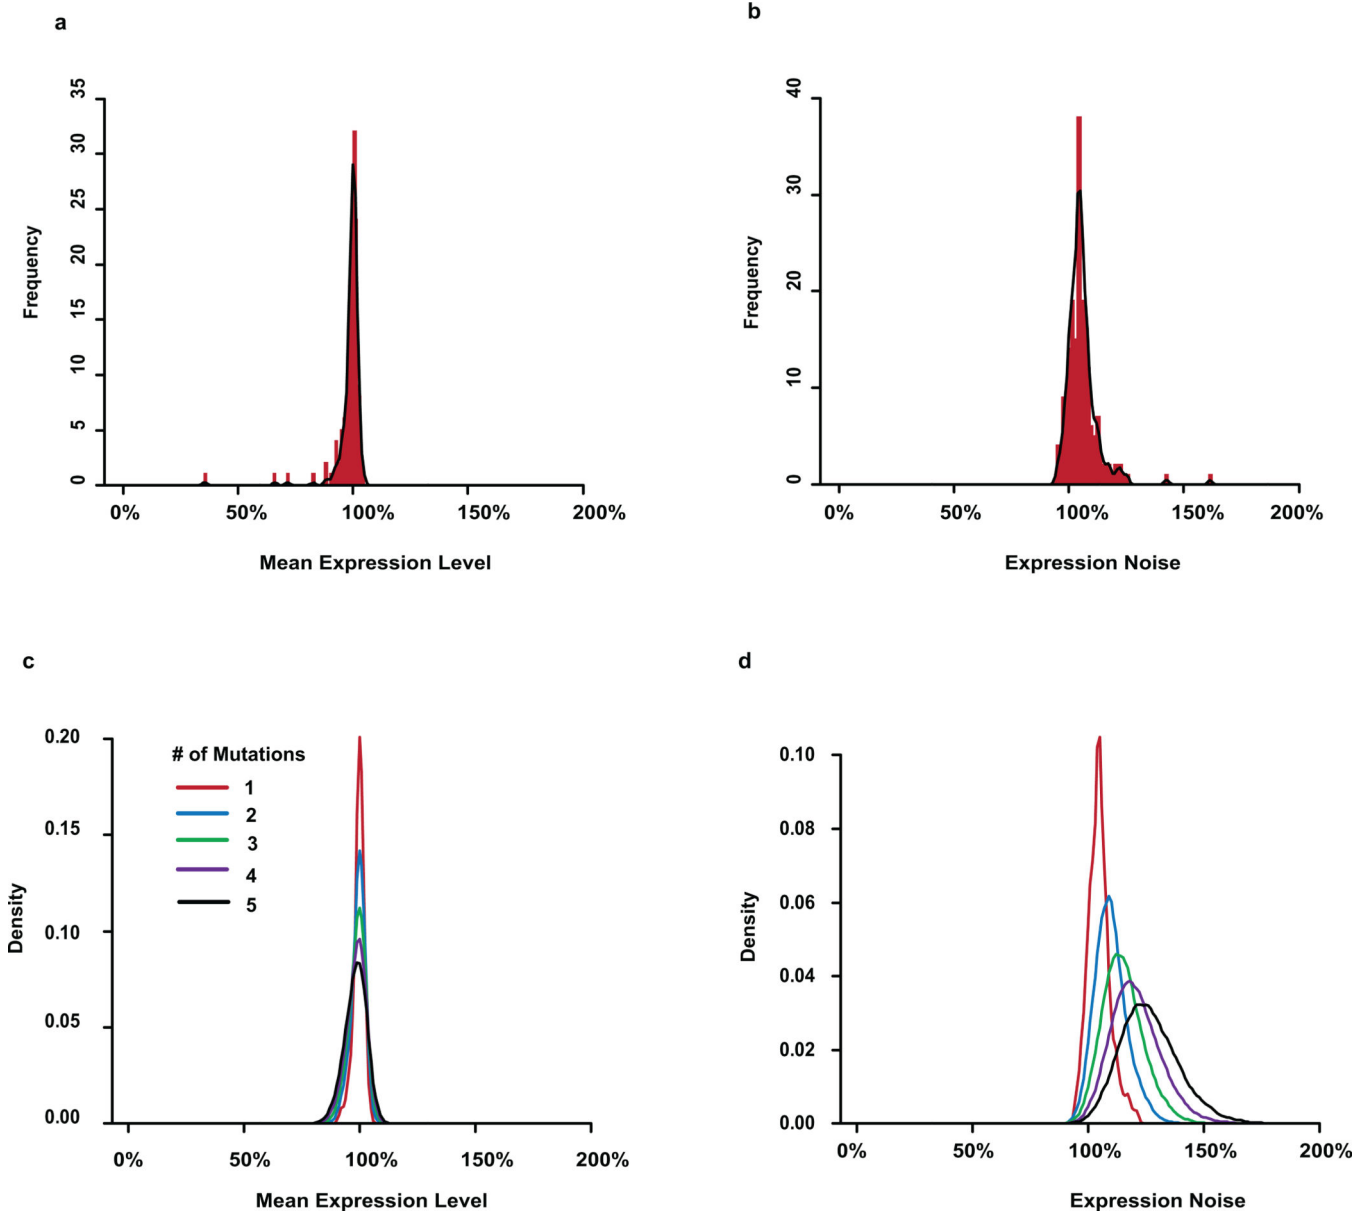 a
35
30
25
20
15
10
5
0
Frequency
0% 50% 100% 150% 200%
Mean Expression Level
b
40
30
20
10
0
Frequency
0% 50% 100% 150% 200%
Expression Noise
c
0.20
0.15
0.10
0.05
0.00
Density
# of Mutations
1
2
3
4
5
0% 50% 100% 150% 200%
Mean Expression Level
d
0.10
0.08
0.06
0.04
0.02
0.00
Density
0% 50% 100% 150% 200%
Expression Noise